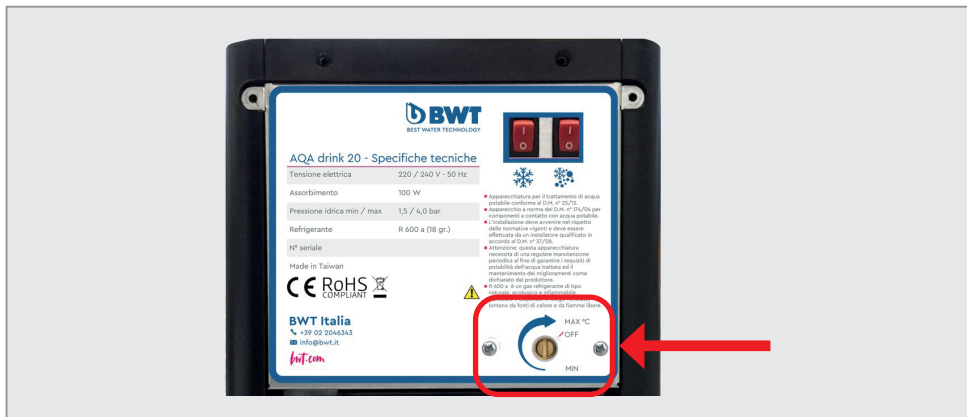 BWT
BEST WATER TECHNOLOGY
AQA drink 20 - Specifiche tecniche
Tensione elettrica 220 / 240 V - 50 Hz
Assorbimento 100 W
Pressione idrica min / max 1,5 / 4,0 bar
Refrigerante R 600 a (18 gr.)
N° seriale
Made in Taiwan
CE RoHS
COMPLIANT
BWT Italia
+39 02 2046343
info@bwt.it
bwt.com
I I
O O
Apparecchiatura per il trattamento di acqua
potabile conforme al D.M. n° 25/12.
Apparecchio a norma del D.M. n° 174/04 per
componenti a contatto con acqua potabile.
L'installazione deve avvenire nel rispetto
delle normative vigenti e deve essere
effettuata da un installatore qualificato in
accordo al D.M. n° 37/08.
Attenzione: questa apparecchiatura
necessita di una regolare manutenzione
periodica al fine di garantire i requisiti di
potabilità dell'acqua trattata ed il
mantenimento dei miglioramenti come
dichiarato dal produttore.
R 600 a è un gas refrigerante di tipo
naturale, ecologico e infiammabile.
lontano da fonti di calore e da fiamme libere.
MAX °C
OFF
MIN